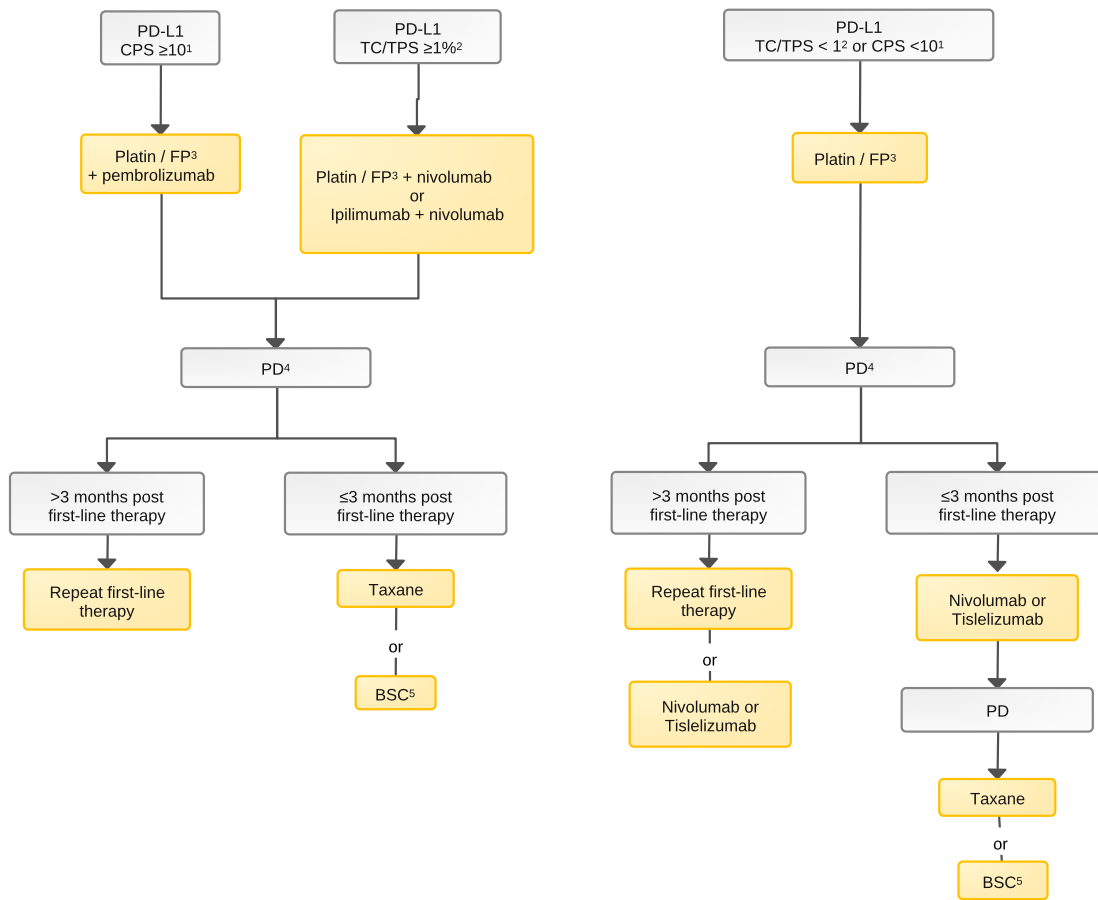 PD-L1
CPS ≥10¹
PD-L1
TC/TPS ≥1%²
PD-L1
TC/TPS < 1² or CPS <10¹
Platin / FP³
+ pembrolizumab
Platin / FP³ + nivolumab
or
Ipilimumab + nivolumab
Platin / FP³
PD⁴
PD⁴
>3 months post
first-line therapy
≤3 months post
first-line therapy
>3 months post
first-line therapy
≤3 months post
first-line therapy
Repeat first-line
therapy
Taxane
or
BSC⁵
Repeat first-line
therapy
or
Nivolumab or
Tislelizumab
Nivolumab or
Tislelizumab
PD
Taxane
or
BSC⁵